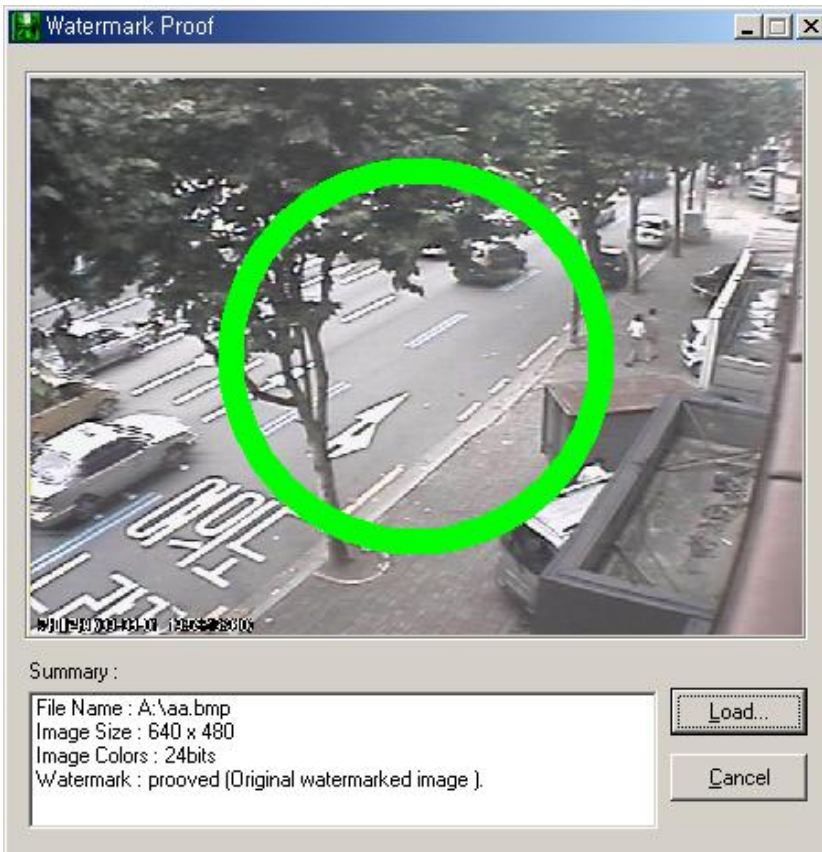 Watermark Proof
Summary :
File Name : A:\aa.bmp
Image Size : 640 x 480
Image Colors : 24bits
Watermark : prooved (Original watermarked image ).
Load...
Cancel